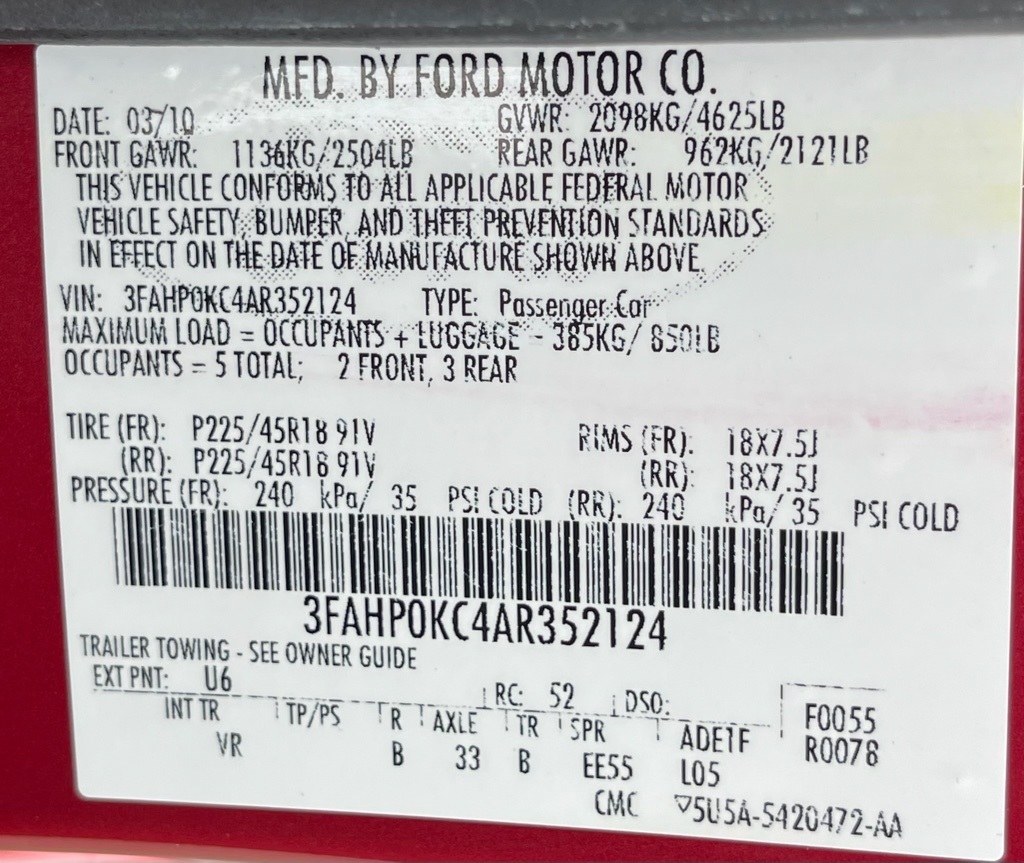 MFD. BY FORD MOTOR CO.
DATE: 03/10 GVWR: 2098KG/4625LB
FRONT GAWR: 1136KG/2504LB REAR GAWR: 962KG/2121LB
THIS VEHICLE CONFORMS TO ALL APPLICABLE FEDERAL MOTOR
VEHICLE SAFETY, BUMPER, AND THEFT PREVENTION STANDARDS
IN EFFECT ON THE DATE OF MANUFACTURE SHOWN ABOVE.
VIN: 3FAHP0KC4AR352124 TYPE: Passenger Car
MAXIMUM LOAD = OCCUPANTS + LUGGAGE - 385KG/ 850LB
OCCUPANTS = 5 TOTAL; 2 FRONT, 3 REAR
TIRE (FR): P225/45R18 91V RIMS (FR): 18X7.5J
(RR): P225/45R18 91V (RR): 18X7.5J
PRESSURE (FR): 240 kPa/ 35 PSI COLD (RR): 240 kPa/ 35 PSI COLD
3FAHP0KC4AR352124
TRAILER TOWING - SEE OWNER GUIDE
EXT PNT: U6 RC: 52 DSO: F0055
INT TR TP/PS R AXLE TR SPR ADETF R0078
VR B 33 B EE55 L05
CMC ▽5U5A-5420472-AA